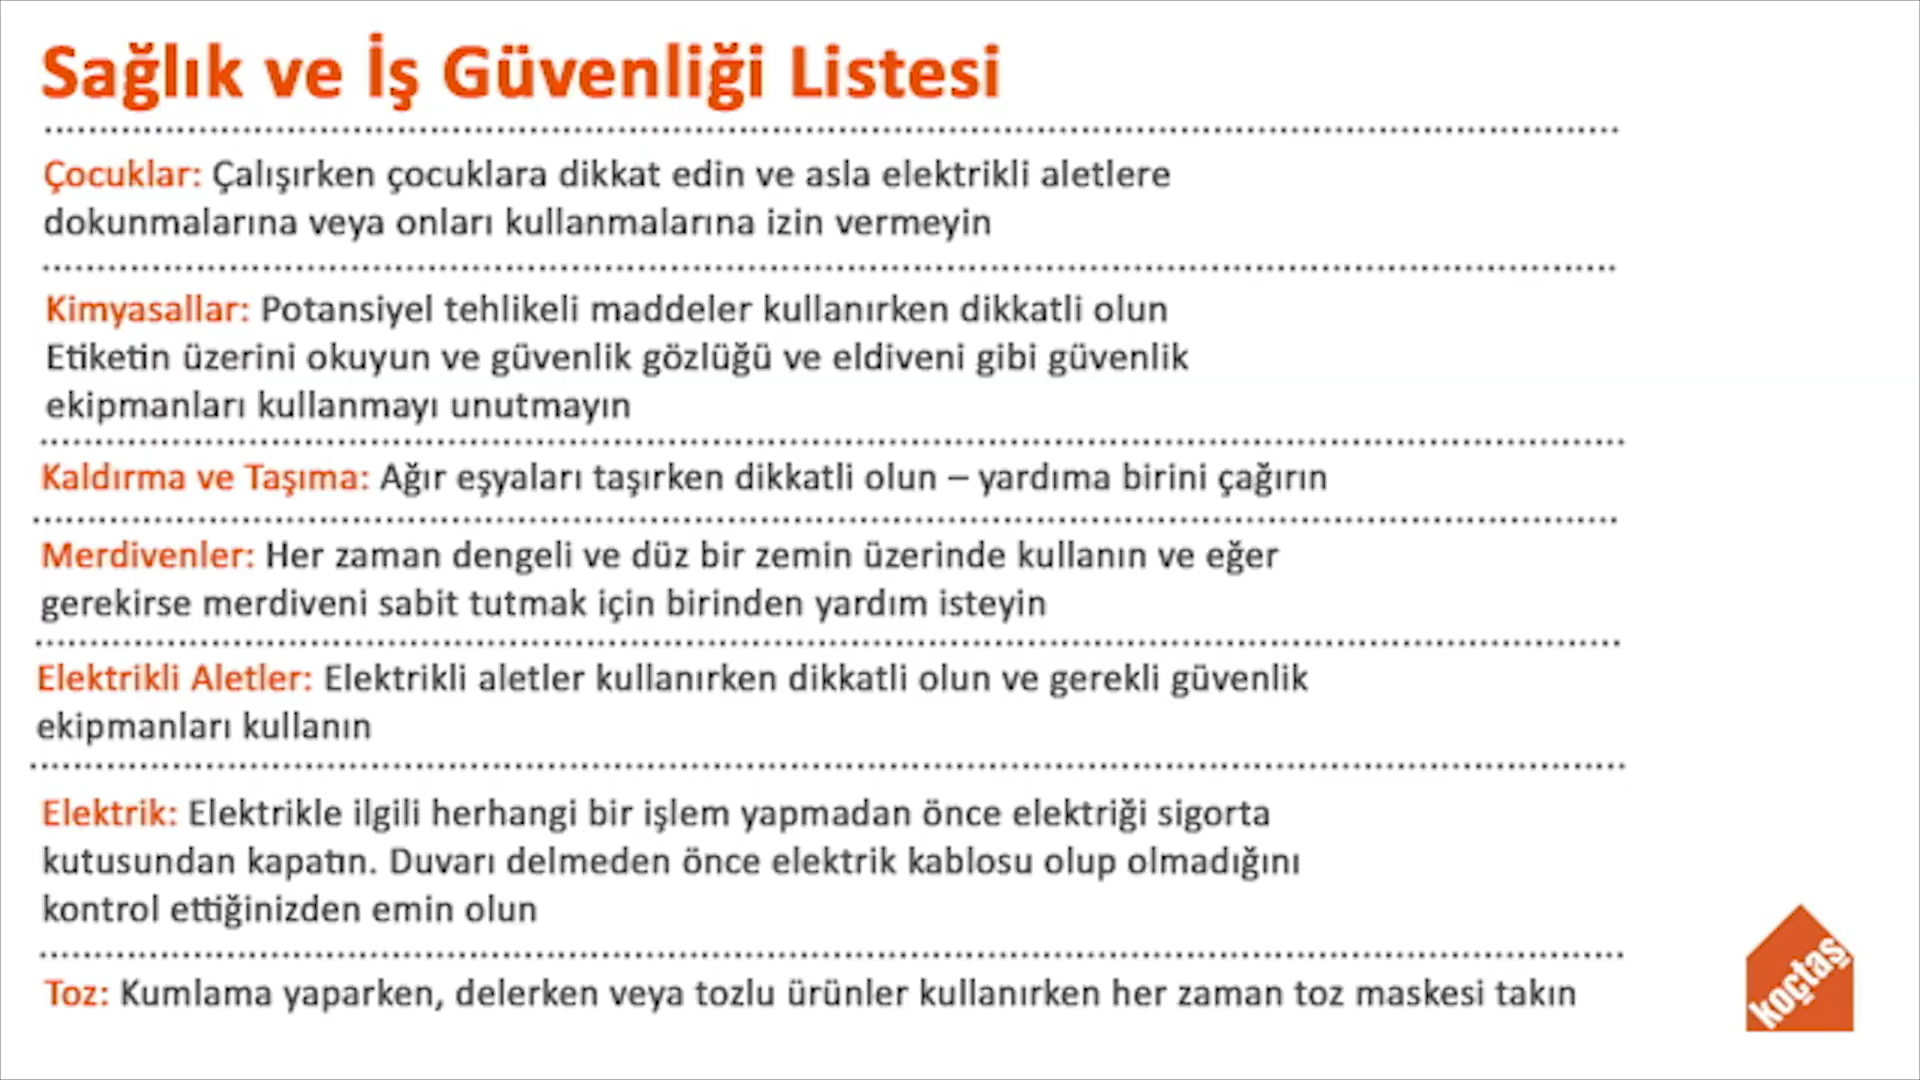 Sağlık ve İş Güvenliği Listesi
Çocuklar: Çalışırken çocuklara dikkat edin ve asla elektrikli aletlere
dokunmalarına veya onları kullanmalarına izin vermeyin
Kimyasallar: Potansiyel tehlikeli maddeler kullanırken dikkatli olun
Etiketin üzerini okuyun ve güvenlik gözlüğü ve eldiveni gibi güvenlik
ekipmanları kullanmayı unutmayın
Kaldırma ve Taşıma: Ağır eşyaları taşırken dikkatli olun – yardıma birini çağırın
Merdivenler: Her zaman dengeli ve düz bir zemin üzerinde kullanın ve eğer
gerekirse merdiveni sabit tutmak için birinden yardım isteyin
Elektrikli Aletler: Elektrikli aletler kullanırken dikkatli olun ve gerekli güvenlik
ekipmanları kullanın
Elektrik: Elektrikle ilgili herhangi bir işlem yapmadan önce elektriği sigorta
kutusundan kapatın. Duvarı delmeden önce elektrik kablosu olup olmadığını
kontrol ettiğinizden emin olun
Toz: Kumlama yaparken, delerken veya tozlu ürünler kullanırken her zaman toz maskesi takın
koçtaş